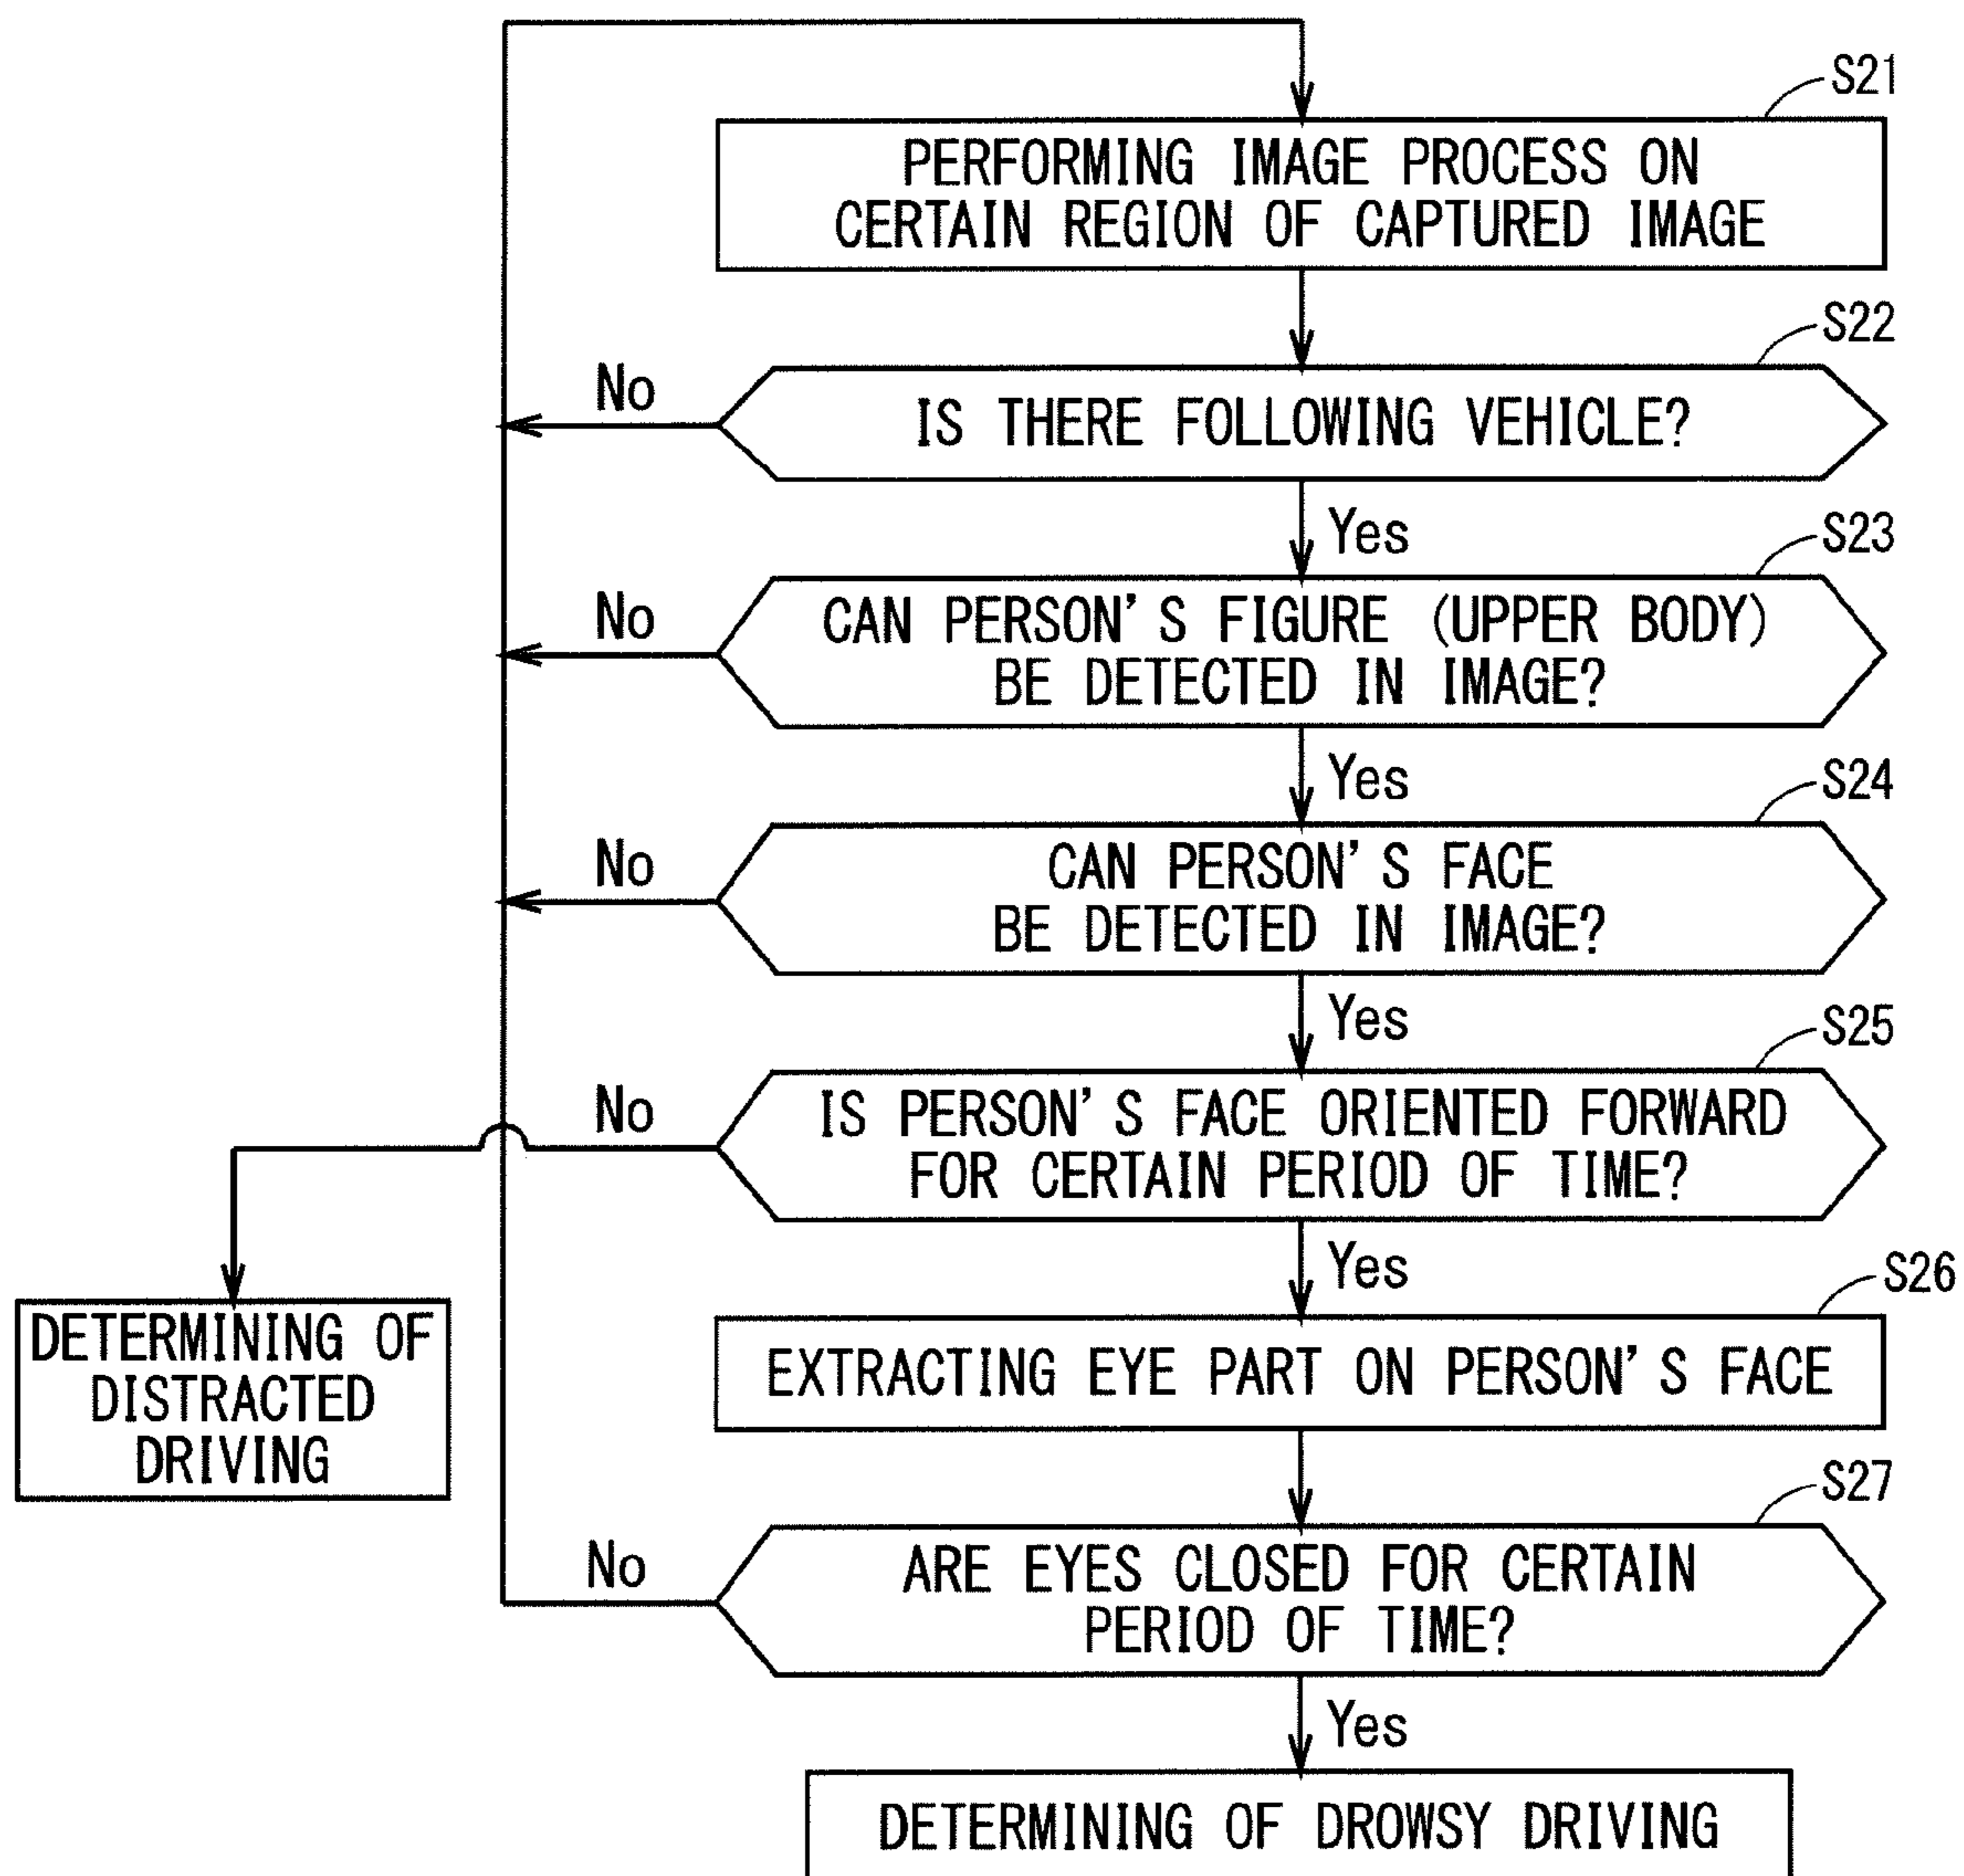 S21
PERFORMING IMAGE PROCESS ON
CERTAIN REGION OF CAPTURED IMAGE
S22
No
IS THERE FOLLOWING VEHICLE?
Yes
S23
No
CAN PERSON'S FIGURE (UPPER BODY)
BE DETECTED IN IMAGE?
Yes
S24
No
CAN PERSON'S FACE
BE DETECTED IN IMAGE?
Yes
S25
No
IS PERSON'S FACE ORIENTED FORWARD
FOR CERTAIN PERIOD OF TIME?
Yes
S26
DETERMINING OF
DISTRACTED
DRIVING
EXTRACTING EYE PART ON PERSON'S FACE
S27
No
ARE EYES CLOSED FOR CERTAIN
PERIOD OF TIME?
Yes
DETERMINING OF DROWSY DRIVING